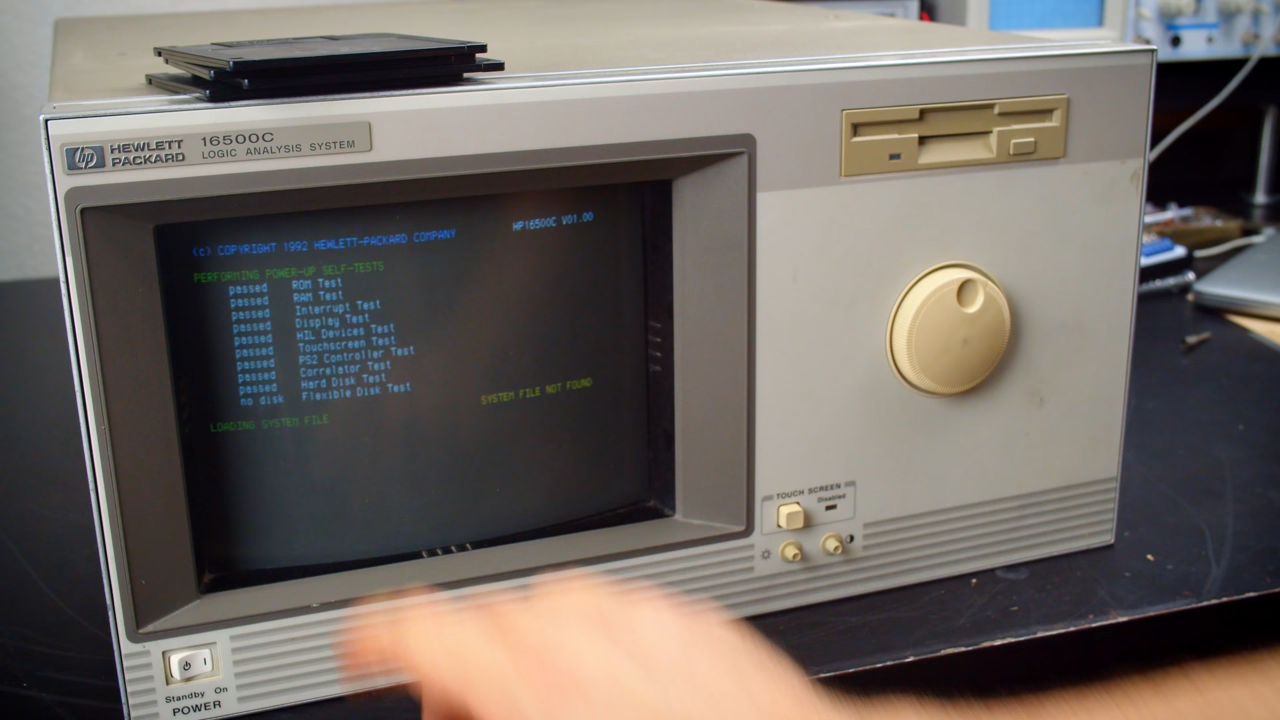 hp HEWLETT PACKARD
16500C
LOGIC ANALYSIS SYSTEM
HP16500C V01.00
(c) COPYRIGHT 1992 HEWLETT-PACKARD COMPANY
PERFORMING POWER-UP SELF-TESTS
passed ROM Test
passed RAM Test
passed Interrupt Test
passed Display Test
passed HIL Devices Test
passed Touchscreen Test
passed PS2 Controller Test
passed Correlator Test
passed Hard Disk Test
no disk Flexible Disk Test
SYSTEM FILE NOT FOUND
LOADING SYSTEM FILE
TOUCH SCREEN
Disabled
Standby On
POWER